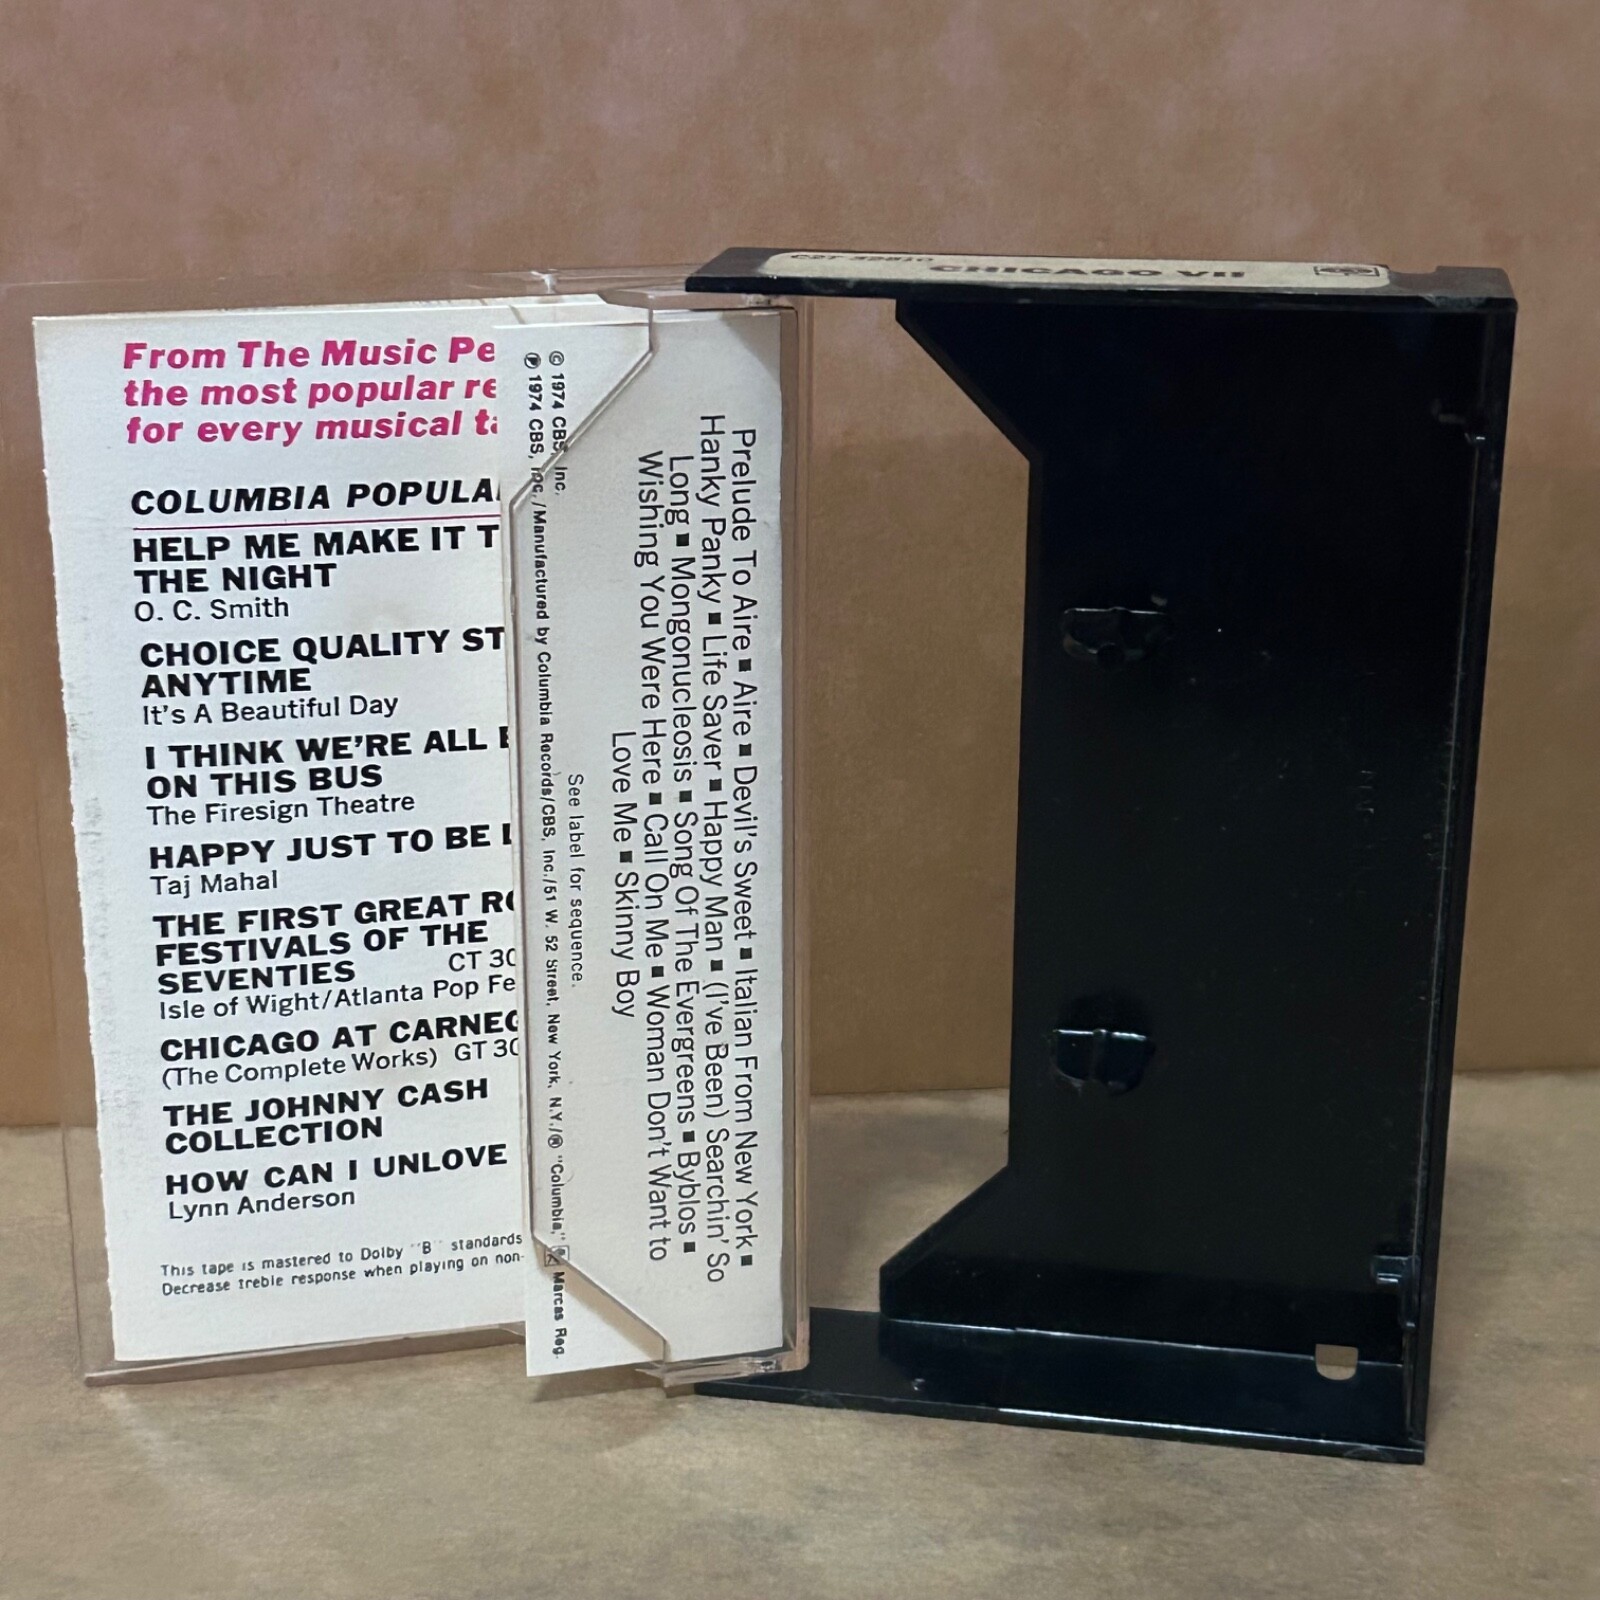 CHICAGO VII
From The Music Pe
the most popular re
for every musical ta
COLUMBIA POPULA
HELP ME MAKE IT T
THE NIGHT
O. C. Smith
CHOICE QUALITY ST
ANYTIME
It's A Beautiful Day
I THINK WE'RE ALL B
ON THIS BUS
The Firesign Theatre
HAPPY JUST TO BE L
Taj Mahal
THE FIRST GREAT RO
FESTIVALS OF THE
SEVENTIES CT 30
Isle of Wight/Atlanta Pop Fe
CHICAGO AT CARNEG
(The Complete Works) GT 30
THE JOHNNY CASH
COLLECTION
HOW CAN I UNLOVE
Lynn Anderson
This tape is mastered to Dolby "B" standards
Decrease treble response when playing on non-
Prelude To Aire ■ Aire ■ Devil's Sweet ■ Italian From New York ■
Hanky Panky ■ Life Saver ■ Happy Man ■ (I've Been) Searchin' So
Long ■ Mongonucleosis ■ Song Of The Evergreens ■ Byblos ■
Wishing You Were Here ■ Call On Me ■ Woman Don't Want to
Love Me ■ Skinny Boy
See label for sequence.
© 1974 CBS, Inc.
℗ 1974 CBS, Inc./Manufactured by Columbia Records/CBS, Inc./51 W. 52 Street, New York, N.Y./® "Columbia," Marcas Reg.